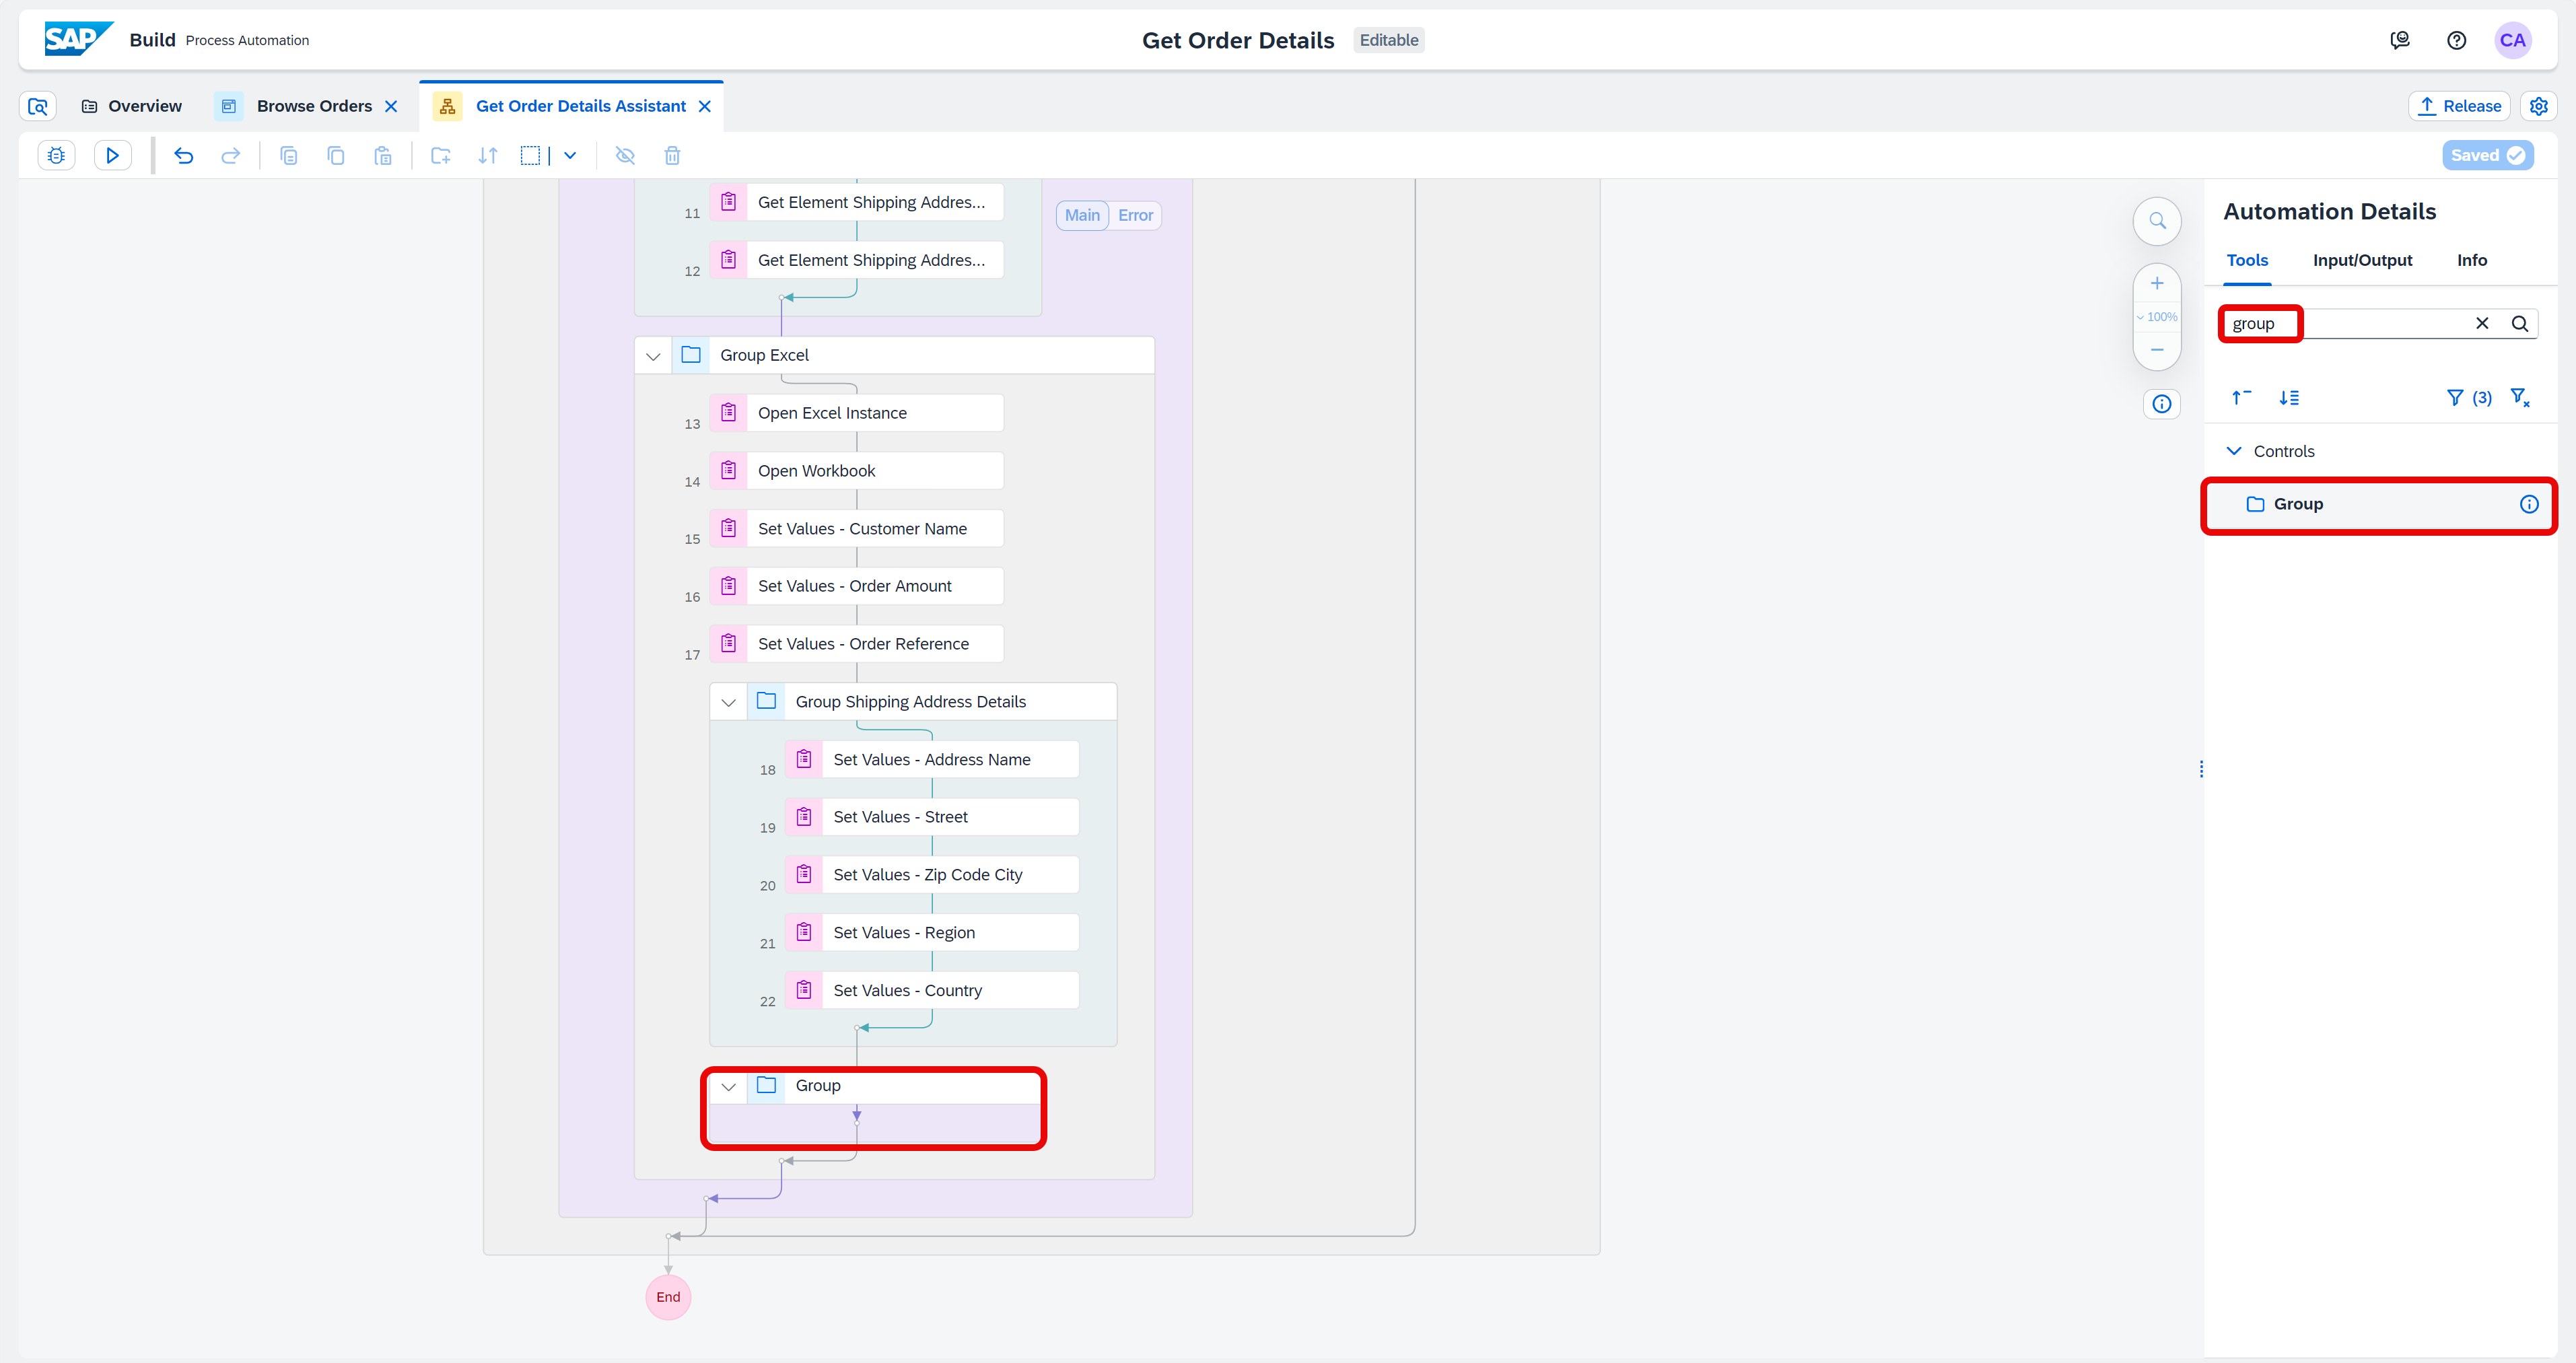 SAP Build Process Automation
Get Order Details Editable
CA
Overview
Browse Orders
Get Order Details Assistant
Release
Saved
11 Get Element Shipping Addres...
Main Error
12 Get Element Shipping Addres...
Group Excel
13 Open Excel Instance
14 Open Workbook
15 Set Values - Customer Name
16 Set Values - Order Amount
17 Set Values - Order Reference
Group Shipping Address Details
18 Set Values - Address Name
19 Set Values - Street
20 Set Values - Zip Code City
21 Set Values - Region
22 Set Values - Country
Group
End
100%
Automation Details
Tools Input/Output Info
group
(3)
Controls
Group